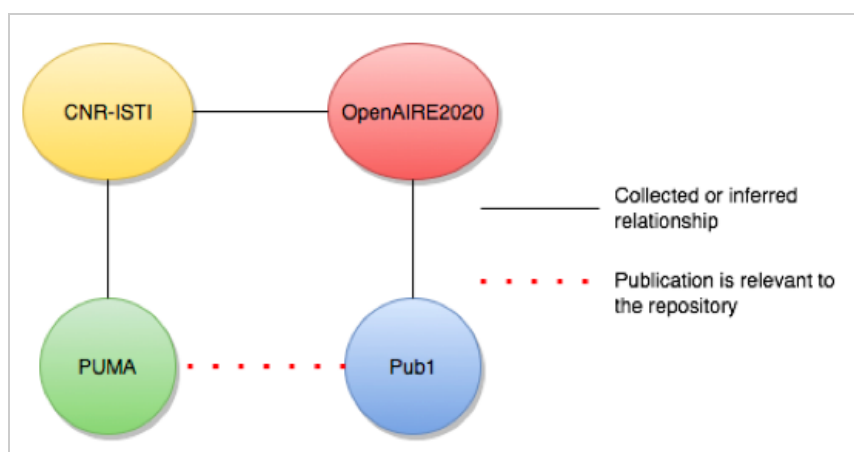 CNR-ISTI
OpenAIRE2020
Collected or inferred
relationship
Publication is relevant to
the repository
PUMA
Pub1